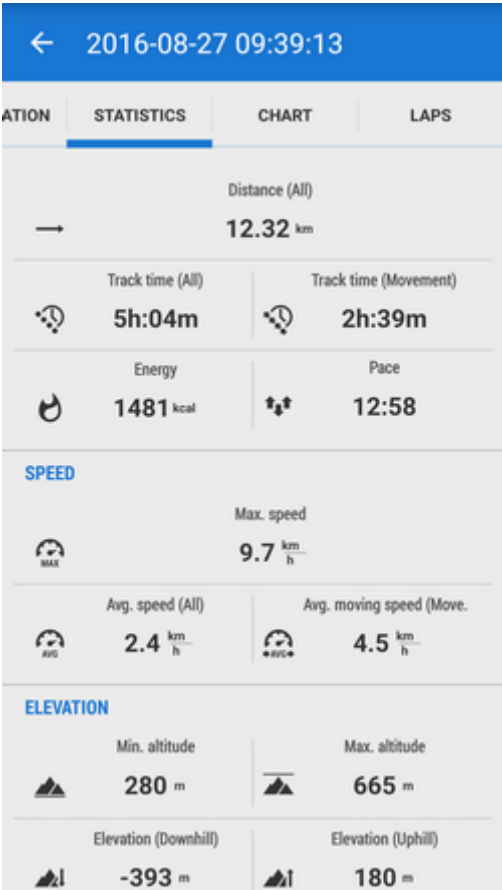 2016-08-27 09:39:13
ATION STATISTICS CHART LAPS
Distance (All)
12.32 km
Track time (All) Track time (Movement)
5h:04m 2h:39m
Energy Pace
1481 kcal 12:58
SPEED
Max. speed
MAX 9.7 km/h
Avg. speed (All) Avg. moving speed (Move.
AVG 2.4 km/h AVG 4.5 km/h
ELEVATION
Min. altitude Max. altitude
280 m 665 m
Elevation (Downhill) Elevation (Uphill)
-393 m 180 m